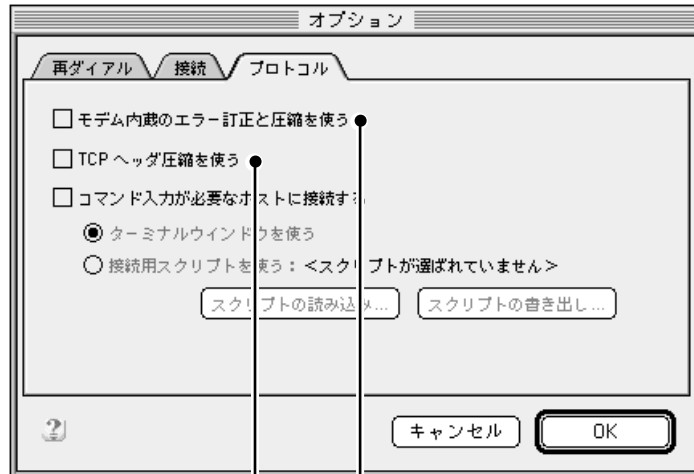 オプション
再ダイアル 接続 プロトコル
モデム内蔵のエラー訂正と圧縮を使う
TCP ヘッダ圧縮を使う
コマンド入力が必要なホストに接続する
ターミナルウィンドウを使う
接続用スクリプトを使う: <スクリプトが選ばれていません>
スクリプトの読み込み... スクリプトの書き出し...
? キャンセル OK